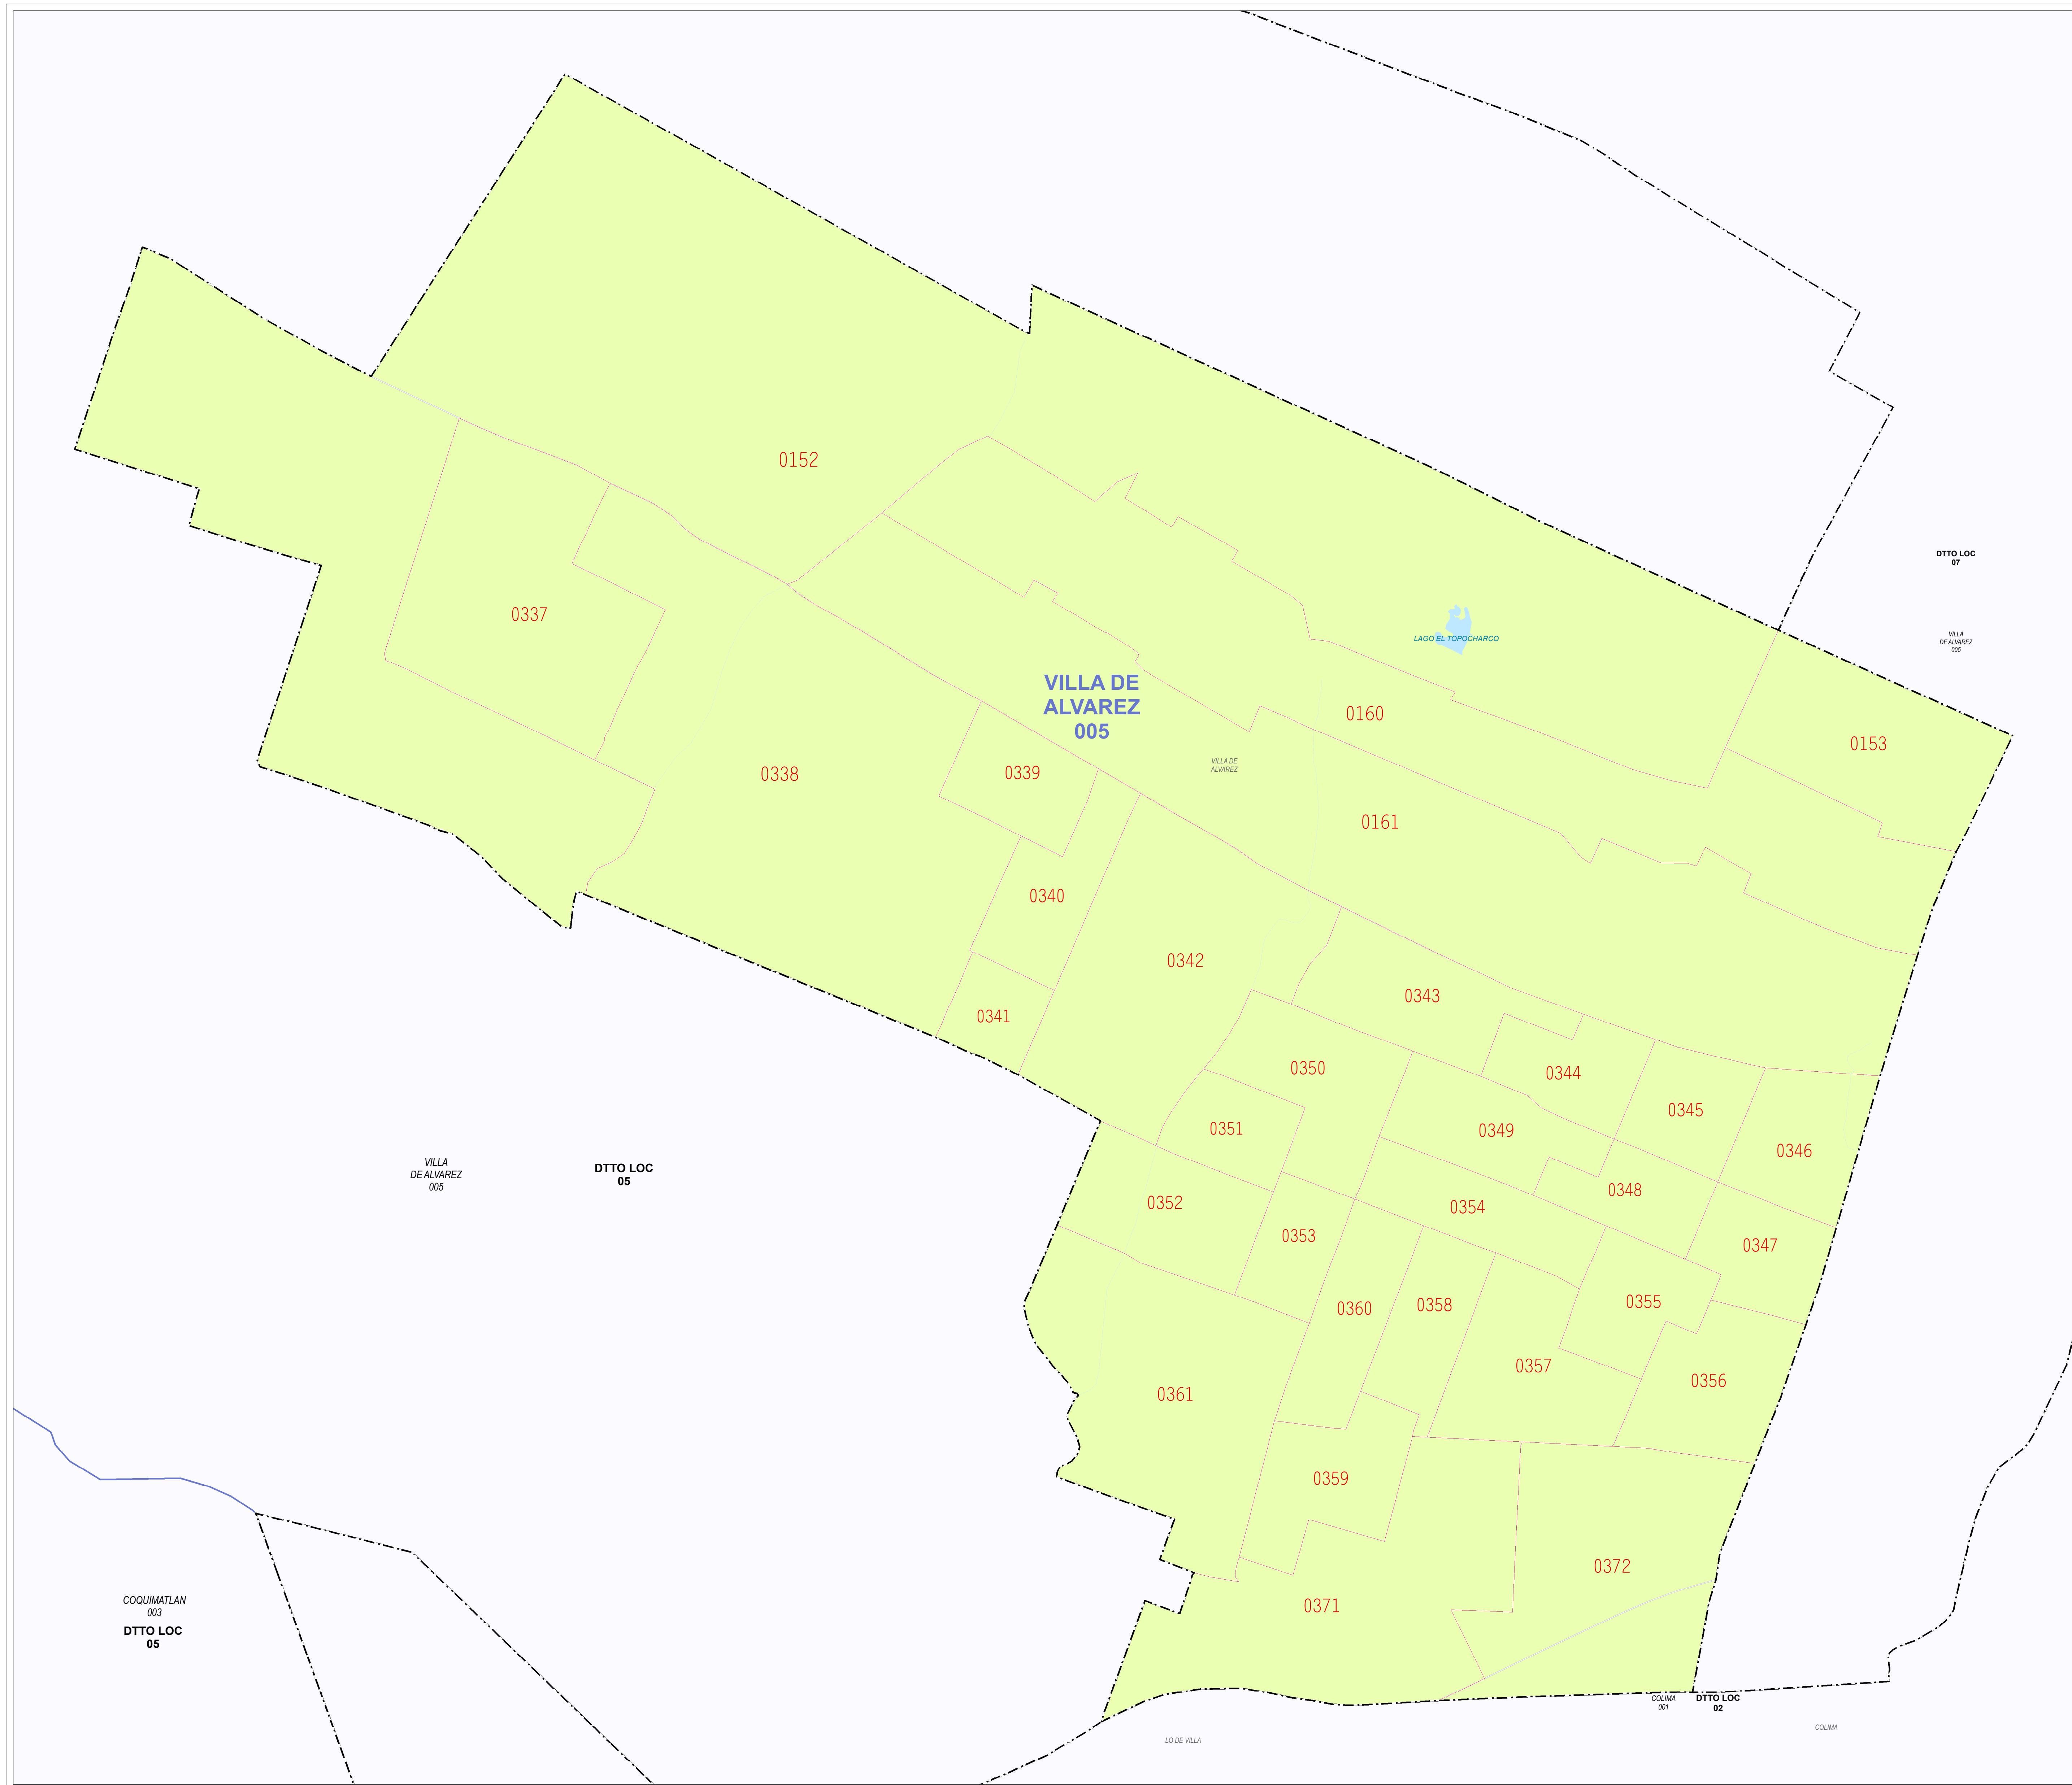 0152
DTTO LOC
07
0337
VILLA
DE ALVAREZ
005
LAGO EL TOPOCHARCO
VILLA DE
ALVAREZ
005
0160
0153
VILLA DE
ALVAREZ
0338
0339
0161
0340
0342
0343
0341
0350
0344
0345
0351
0349
0346
VILLA
DE ALVAREZ
005
DTTO LOC
05
0352
0348
0354
0353
0347
0360
0358
0355
0357
0356
0361
0359
0372
COQUIMATLAN
003
DTTO LOC
05
0371
COLIMA
001
DTTO LOC
02
COLIMA
LO DE VILLA